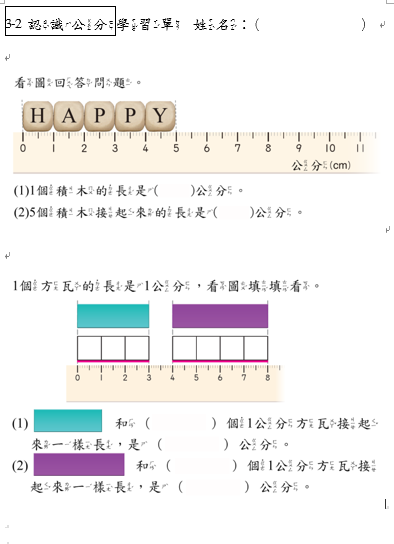 3-2 認識公分學習單 姓名：(                    )
看圖回答問題。
HAPPY
0 1 2 3 4 5 6 7 8 9 10 11
公分(cm)
(1)1個積木的長是(      )公分。
(2)5個積木接起來的長是(      )公分。
1個方瓦的長是1公分，看圖填填看。
0 1 2 3 4 5 6 7 8
(1) 和（            ）個1公分方瓦接起
來一樣長，是（            ）公分。
(2) 和（            ）個1公分方瓦接
起來一樣長，是（            ）公分。